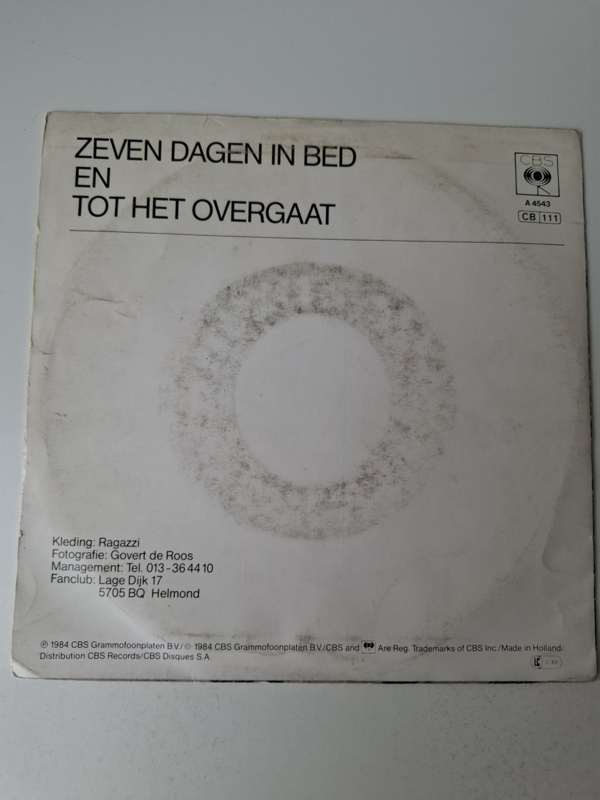 ZEVEN DAGEN IN BED
EN
TOT HET OVERGAAT
CBS
A 4543
CB 111
Kleding: Ragazzi
Fotografie: Govert de Roos
Management: Tel. 013-36 44 10
Fanclub: Lage Dijk 17
5705 BQ Helmond
℗ 1984 CBS Grammofoonplaten B.V./© 1984 CBS Grammofoonplaten B.V./CBS and Are Reg. Trademarks of CBS Inc./Made in Holland/
Distribution CBS Records/CBS Disques S.A.